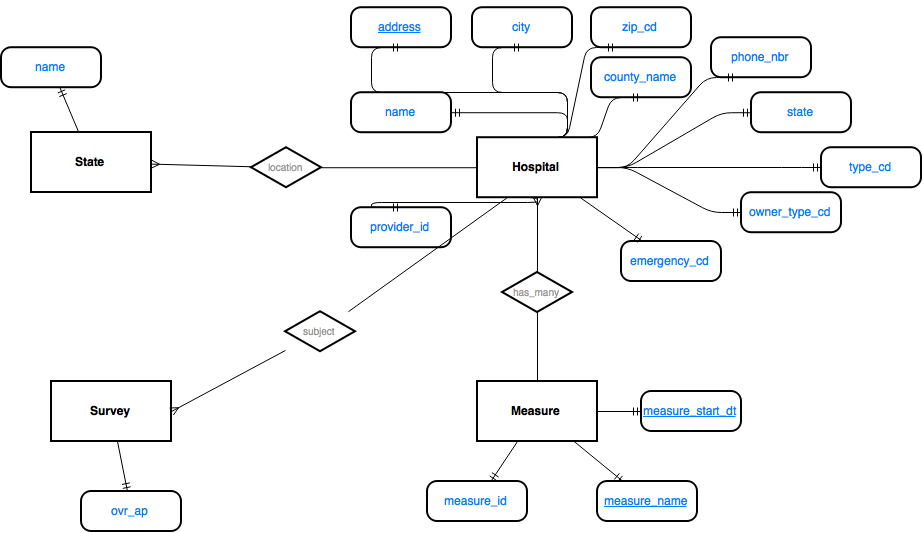 address
city
zip_cd
phone_nbr
name
county_name
name
state
State
location
Hospital
type_cd
owner_type_cd
provider_id
emergency_cd
has_many
subject
Survey
Measure
measure_start_dt
measure_id
measure_name
ovr_ap